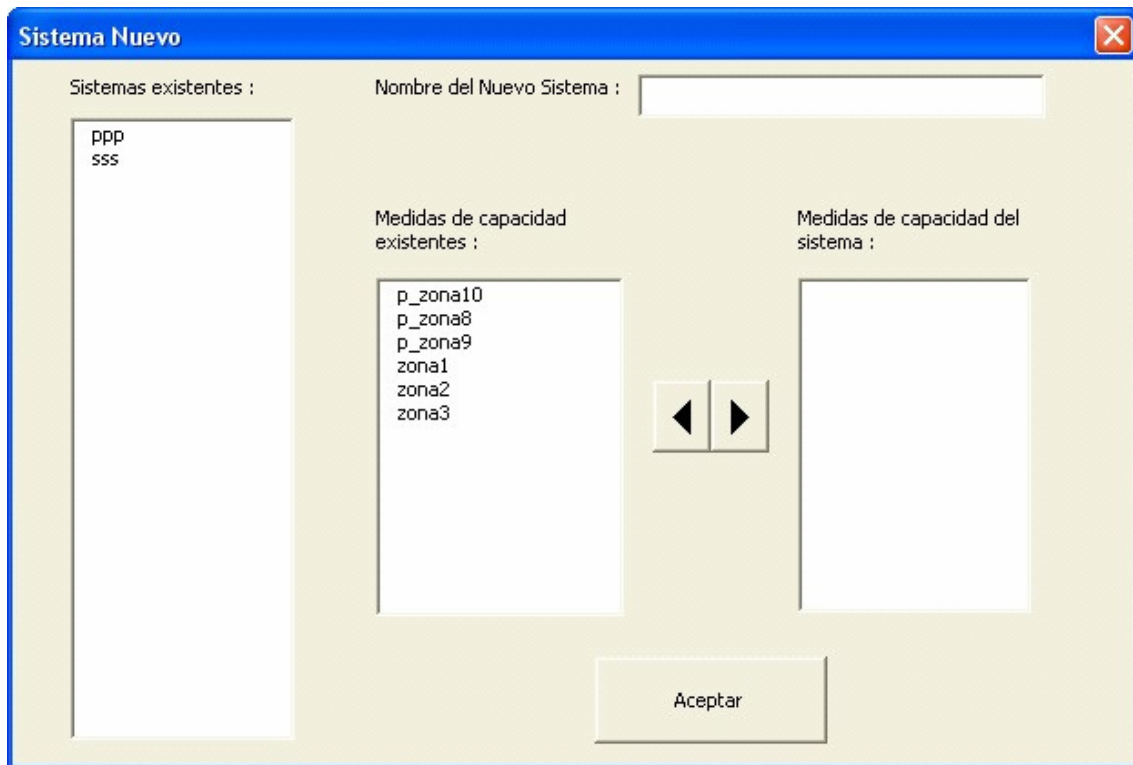 Sistema Nuevo
Sistemas existentes :
ppp
sss
Nombre del Nuevo Sistema :
Medidas de capacidad
existentes :
p_zona10
p_zona8
p_zona9
zona1
zona2
zona3
Medidas de capacidad del
sistema :
Aceptar